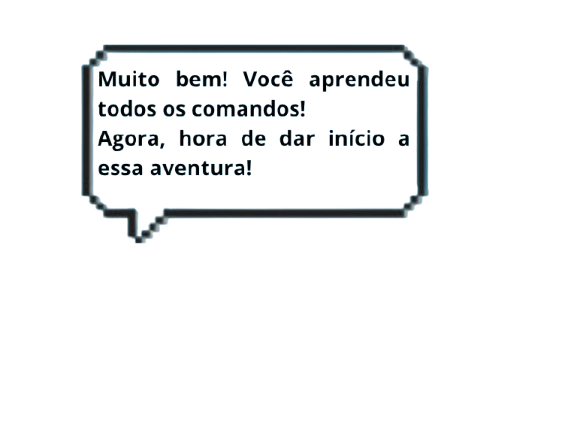 Muito bem! Você aprendeu
todos os comandos!
Agora, hora de dar início a
essa aventura!